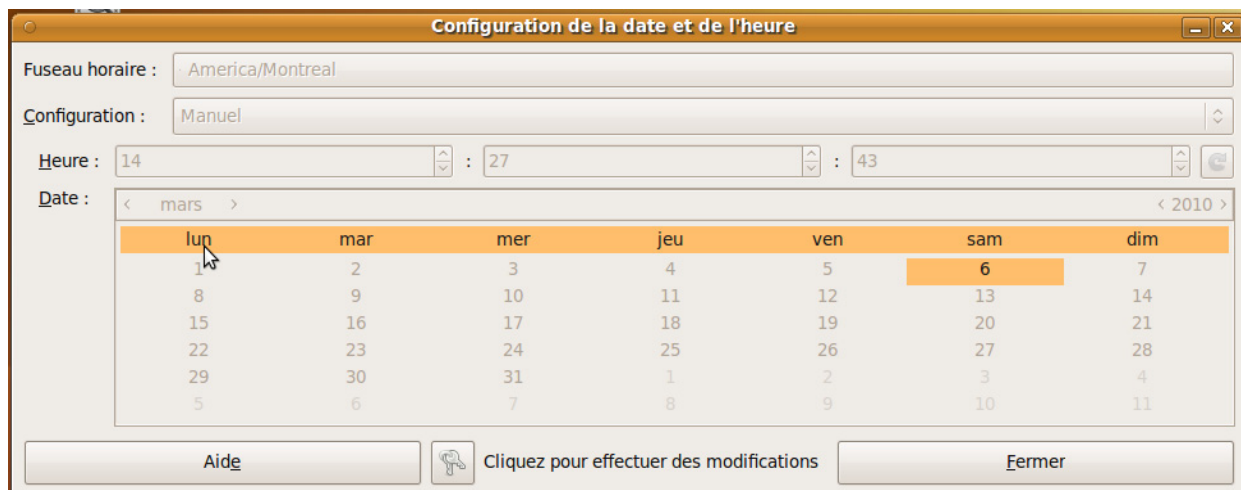 Configuration de la date et de l'heure
Fuseau horaire : America/Montreal
Configuration : Manuel
Heure : 14 : 27 : 43
Date : < mars > < 2010 >
lun mar mer jeu ven sam dim
1 2 3 4 5 6 7
8 9 10 11 12 13 14
15 16 17 18 19 20 21
22 23 24 25 26 27 28
29 30 31 1 2 3 4
5 6 7 8 9 10 11
Aide Cliquez pour effectuer des modifications Fermer